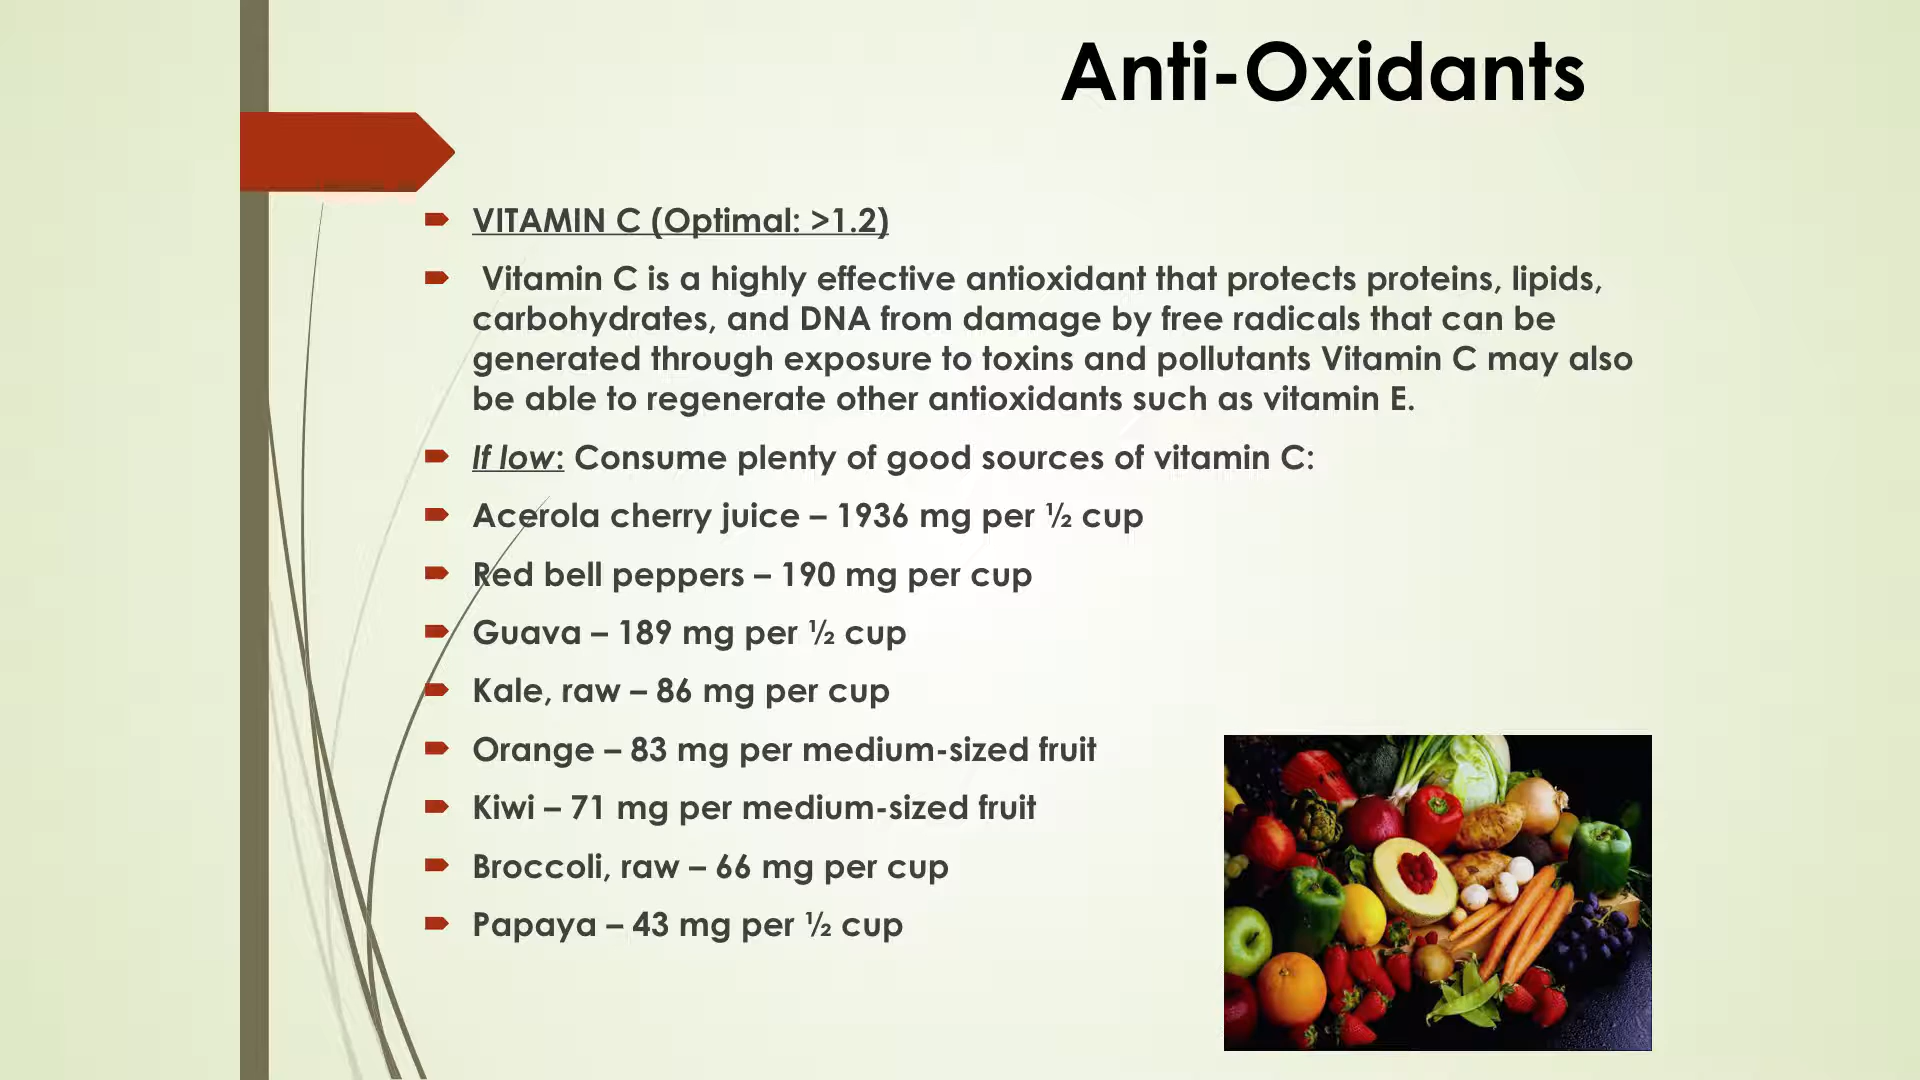 Anti-Oxidants
VITAMIN C (Optimal: >1.2)
Vitamin C is a highly effective antioxidant that protects proteins, lipids,
carbohydrates, and DNA from damage by free radicals that can be
generated through exposure to toxins and pollutants Vitamin C may also
be able to regenerate other antioxidants such as vitamin E.
If low: Consume plenty of good sources of vitamin C:
Acerola cherry juice – 1936 mg per ½ cup
Red bell peppers – 190 mg per cup
Guava – 189 mg per ½ cup
Kale, raw – 86 mg per cup
Orange – 83 mg per medium-sized fruit
Kiwi – 71 mg per medium-sized fruit
Broccoli, raw – 66 mg per cup
Papaya – 43 mg per ½ cup